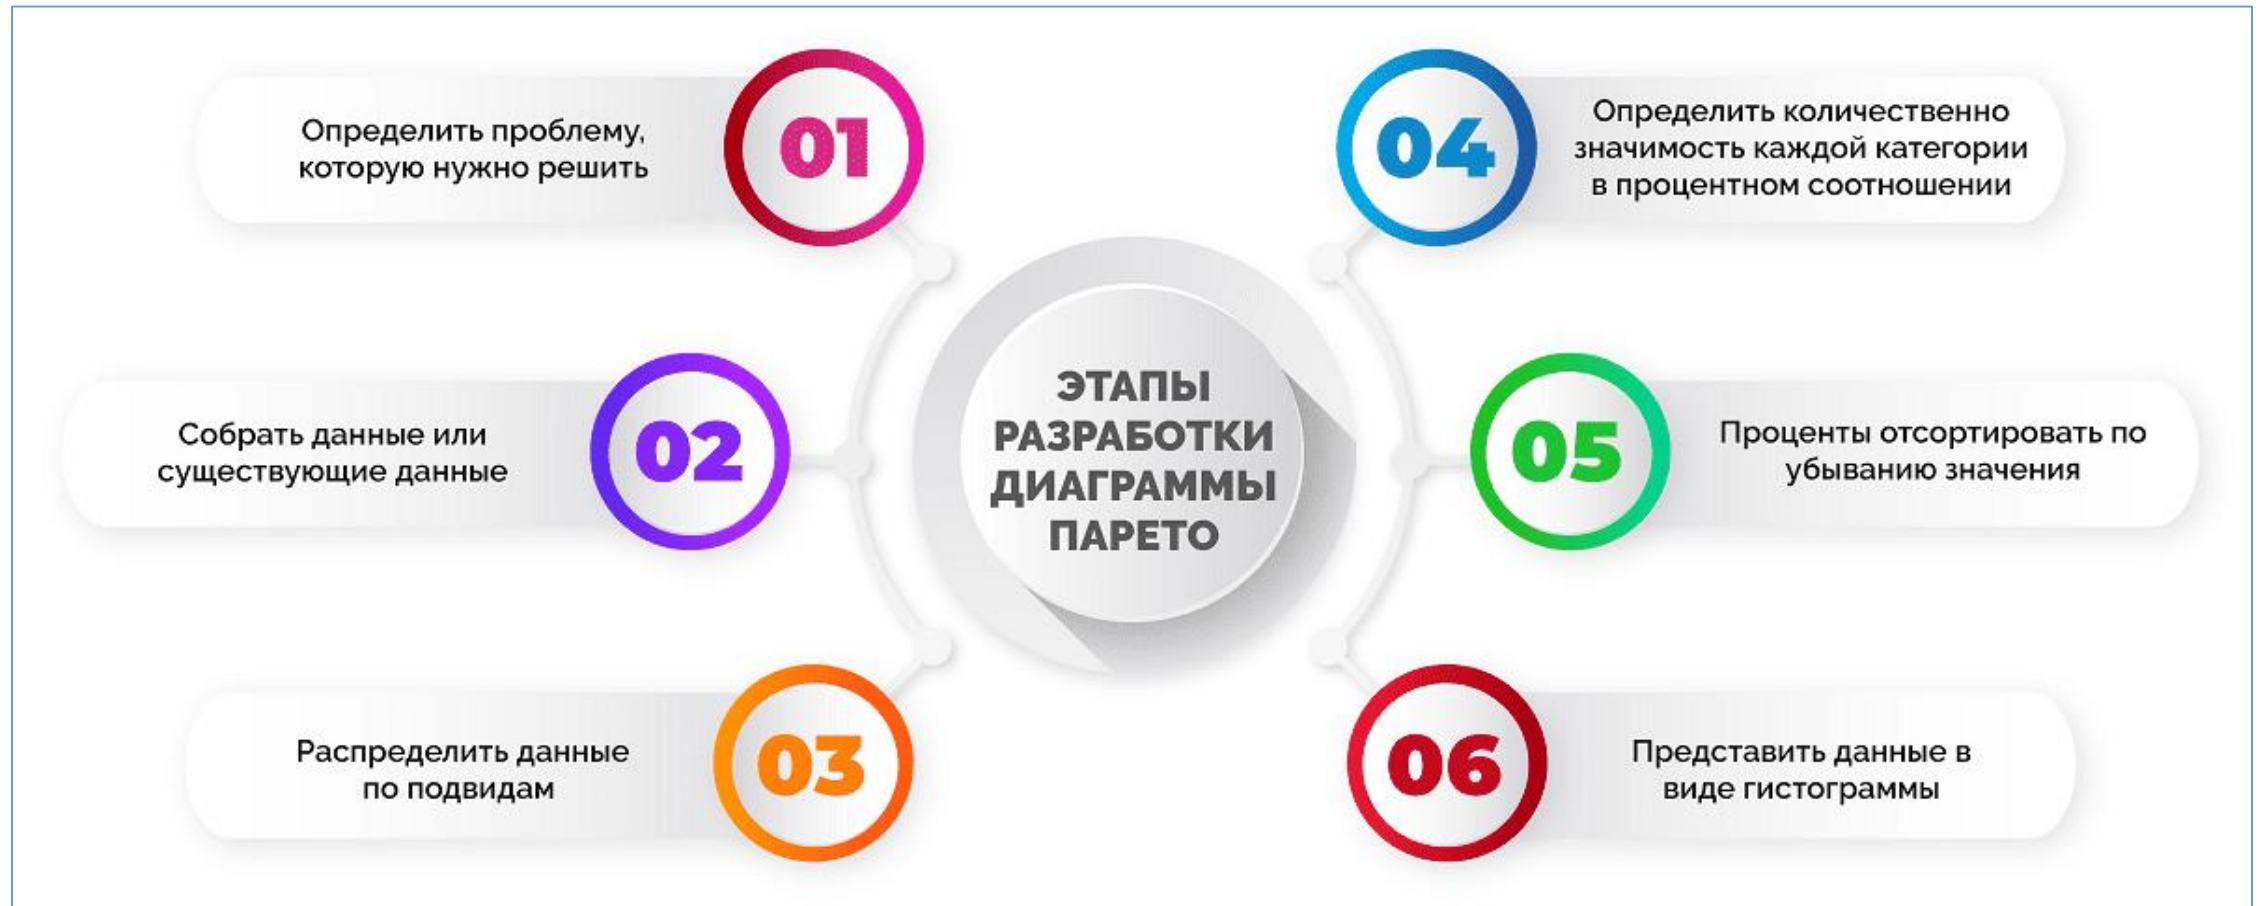 01
Определить проблему,
которую нужно решить
02
Собрать данные или
существующие данные
03
Распределить данные
по подвидам
ЭТАПЫ
РАЗРАБОТКИ
ДИАГРАММЫ
ПАРЕТО
04
Определить количественно
значимость каждой категории
в процентном соотношении
05
Проценты отсортировать по
убыванию значения
06
Представить данные в
виде гистограммы